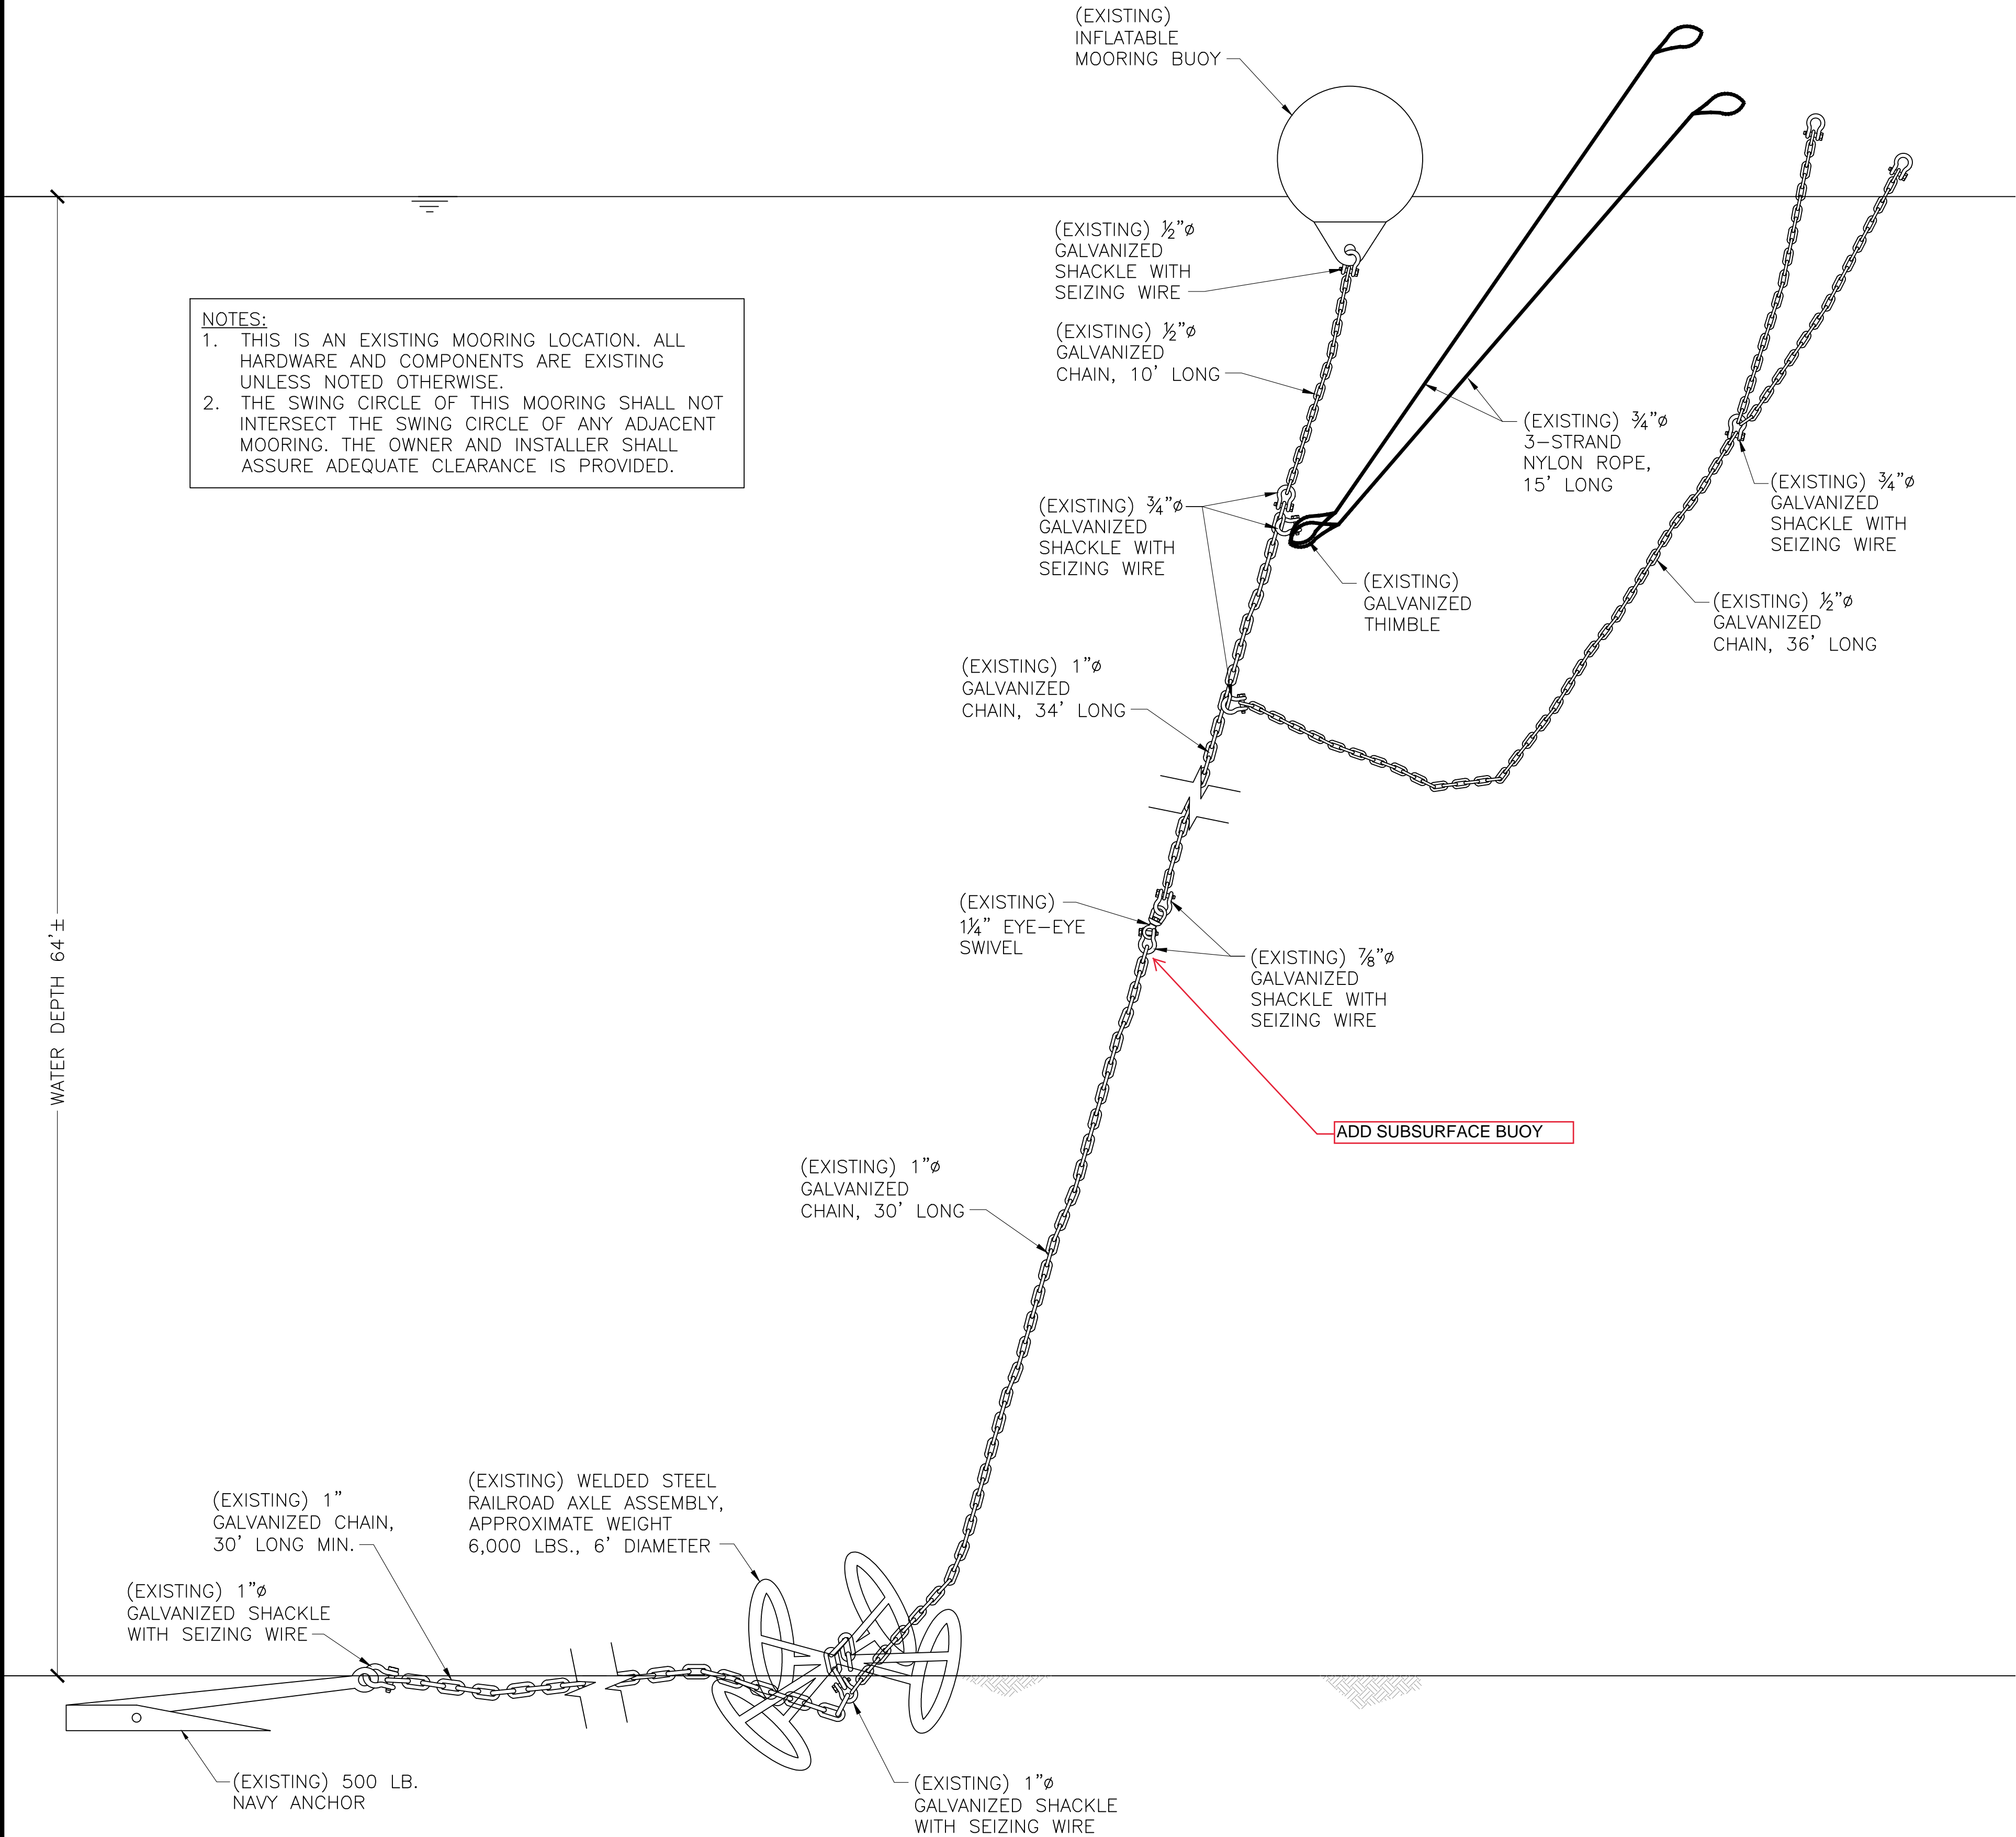 (EXISTING)
INFLATABLE
MOORING BUOY
(EXISTING) ½"ø
GALVANIZED
SHACKLE WITH
SEIZING WIRE
NOTES:
1. THIS IS AN EXISTING MOORING LOCATION. ALL
HARDWARE AND COMPONENTS ARE EXISTING
UNLESS NOTED OTHERWISE.
2. THE SWING CIRCLE OF THIS MOORING SHALL NOT
INTERSECT THE SWING CIRCLE OF ANY ADJACENT
MOORING. THE OWNER AND INSTALLER SHALL
ASSURE ADEQUATE CLEARANCE IS PROVIDED.
(EXISTING) ½"ø
GALVANIZED
CHAIN, 10' LONG
(EXISTING) ¾"ø
3-STRAND
NYLON ROPE,
15' LONG
(EXISTING) ¾"ø
GALVANIZED
SHACKLE WITH
SEIZING WIRE
(EXISTING) ¾"ø
GALVANIZED
SHACKLE WITH
SEIZING WIRE
(EXISTING)
GALVANIZED
THIMBLE
(EXISTING) ½"ø
GALVANIZED
CHAIN, 36' LONG
(EXISTING) 1"ø
GALVANIZED
CHAIN, 34' LONG
(EXISTING)
1¼" EYE-EYE
SWIVEL
(EXISTING) ⅞"ø
GALVANIZED
SHACKLE WITH
SEIZING WIRE
WATER DEPTH 64'±
ADD SUBSURFACE BUOY
(EXISTING) 1"ø
GALVANIZED
CHAIN, 30' LONG
(EXISTING) WELDED STEEL
RAILROAD AXLE ASSEMBLY,
APPROXIMATE WEIGHT
6,000 LBS., 6' DIAMETER
(EXISTING) 1"
GALVANIZED CHAIN,
30' LONG MIN.
(EXISTING) 1"ø
GALVANIZED SHACKLE
WITH SEIZING WIRE
(EXISTING) 500 LB.
NAVY ANCHOR
(EXISTING) 1"ø
GALVANIZED SHACKLE
WITH SEIZING WIRE